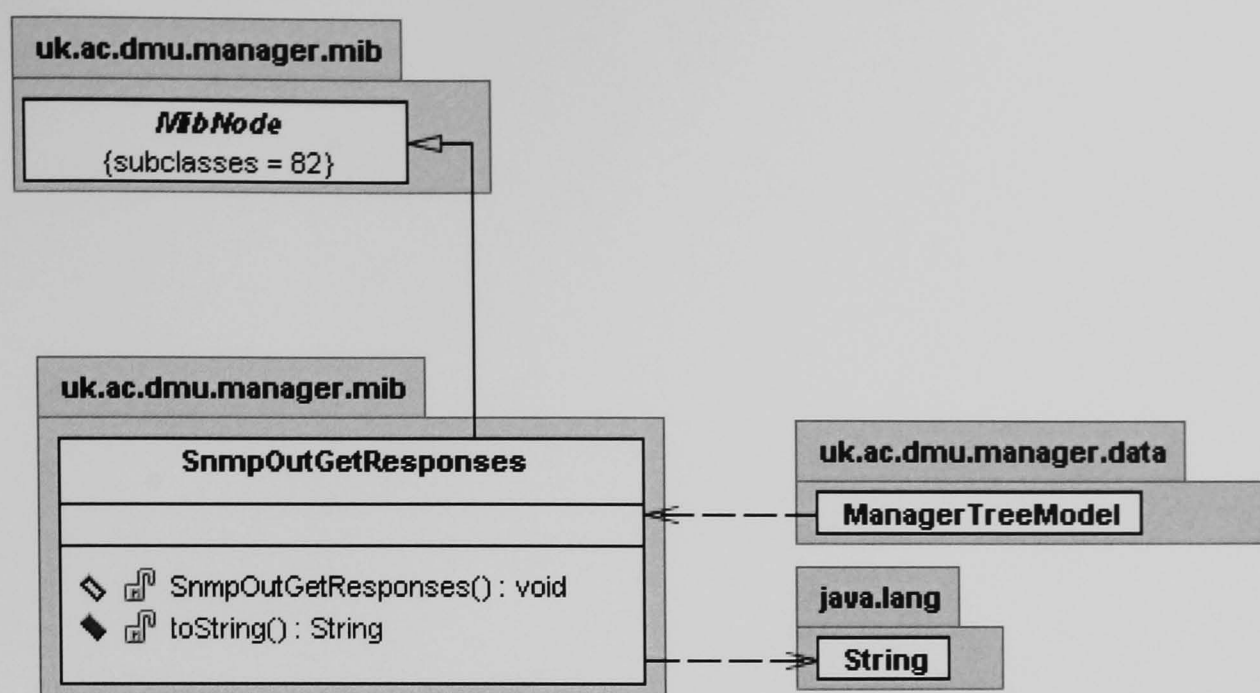 uk.ac.dmu.manager.mib
MibNode
{subclasses = 82}
uk.ac.dmu.manager.mib
SnmpOutGetResponses
SnmpOutGetResponses() : void
toString() : String
uk.ac.dmu.manager.data
ManagerTreeModel
java.lang
String